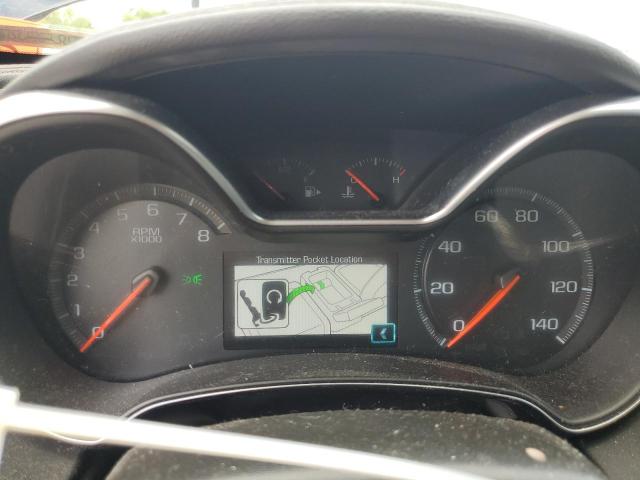 C H
RPM
X1000
0 1 2 3 4 5 6 7 8
Transmitter Pocket Location
0 20 40 60 80 100 120 140